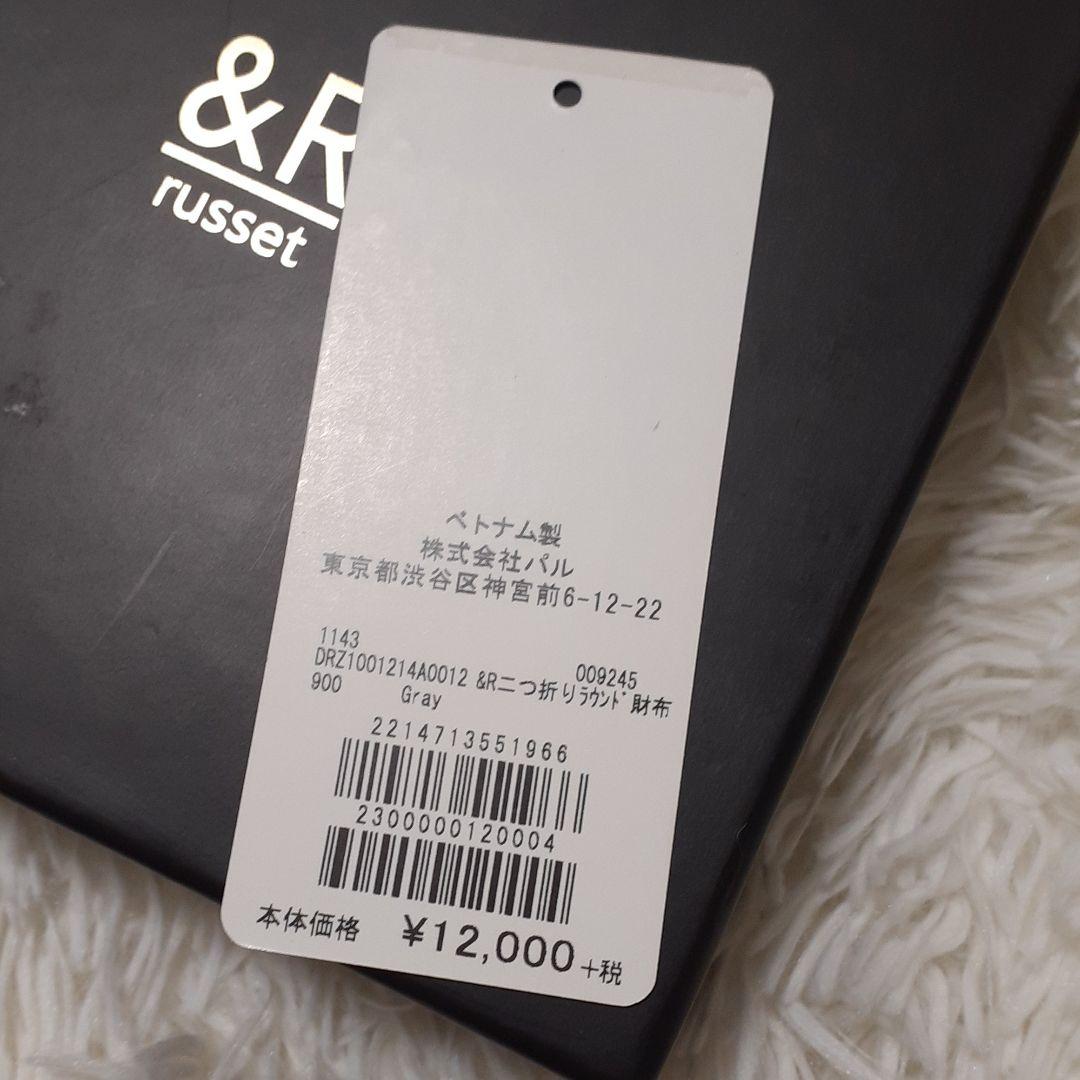 &R
russet
ベトナム製
株式会社パル
東京都渋谷区神宮前6-12-22
1143 009245
DRZ1001214A0012 &R二つ折りﾗｳﾝﾄﾞ財布
900 Gray
2214713551966
2300000120004
本体価格 ¥12,000+税